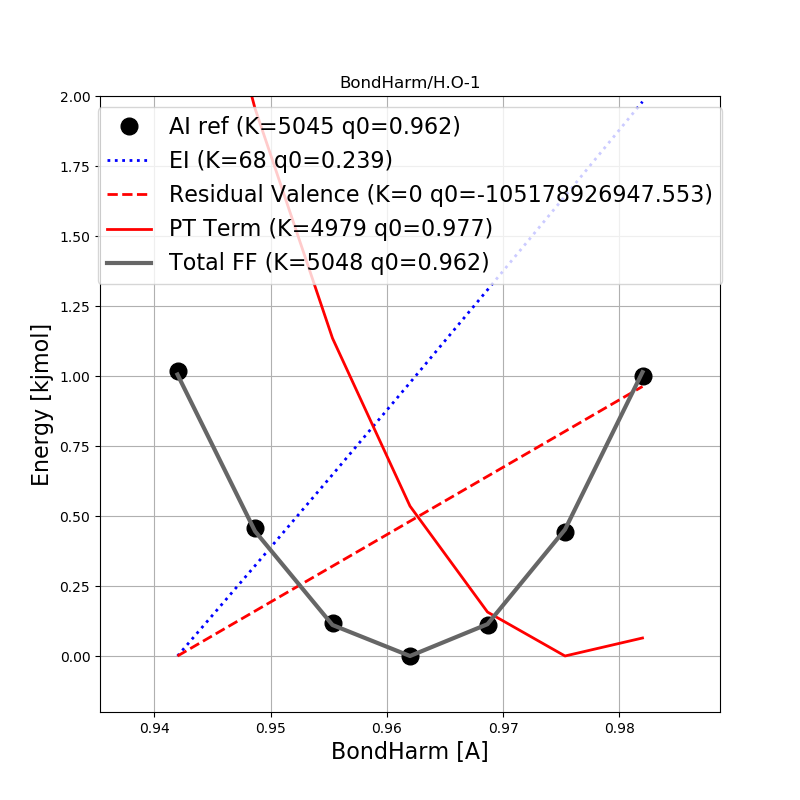 BondHarm/H.O-1
2.00
1.75
1.50
1.25
1.00
0.75
0.50
0.25
0.00
Energy [kjmol]
AI ref (K=5045 q0=0.962)
EI (K=68 q0=0.239)
Residual Valence (K=0 q0=-105178926947.553)
PT Term (K=4979 q0=0.977)
Total FF (K=5048 q0=0.962)
0.94 0.95 0.96 0.97 0.98
BondHarm [A]